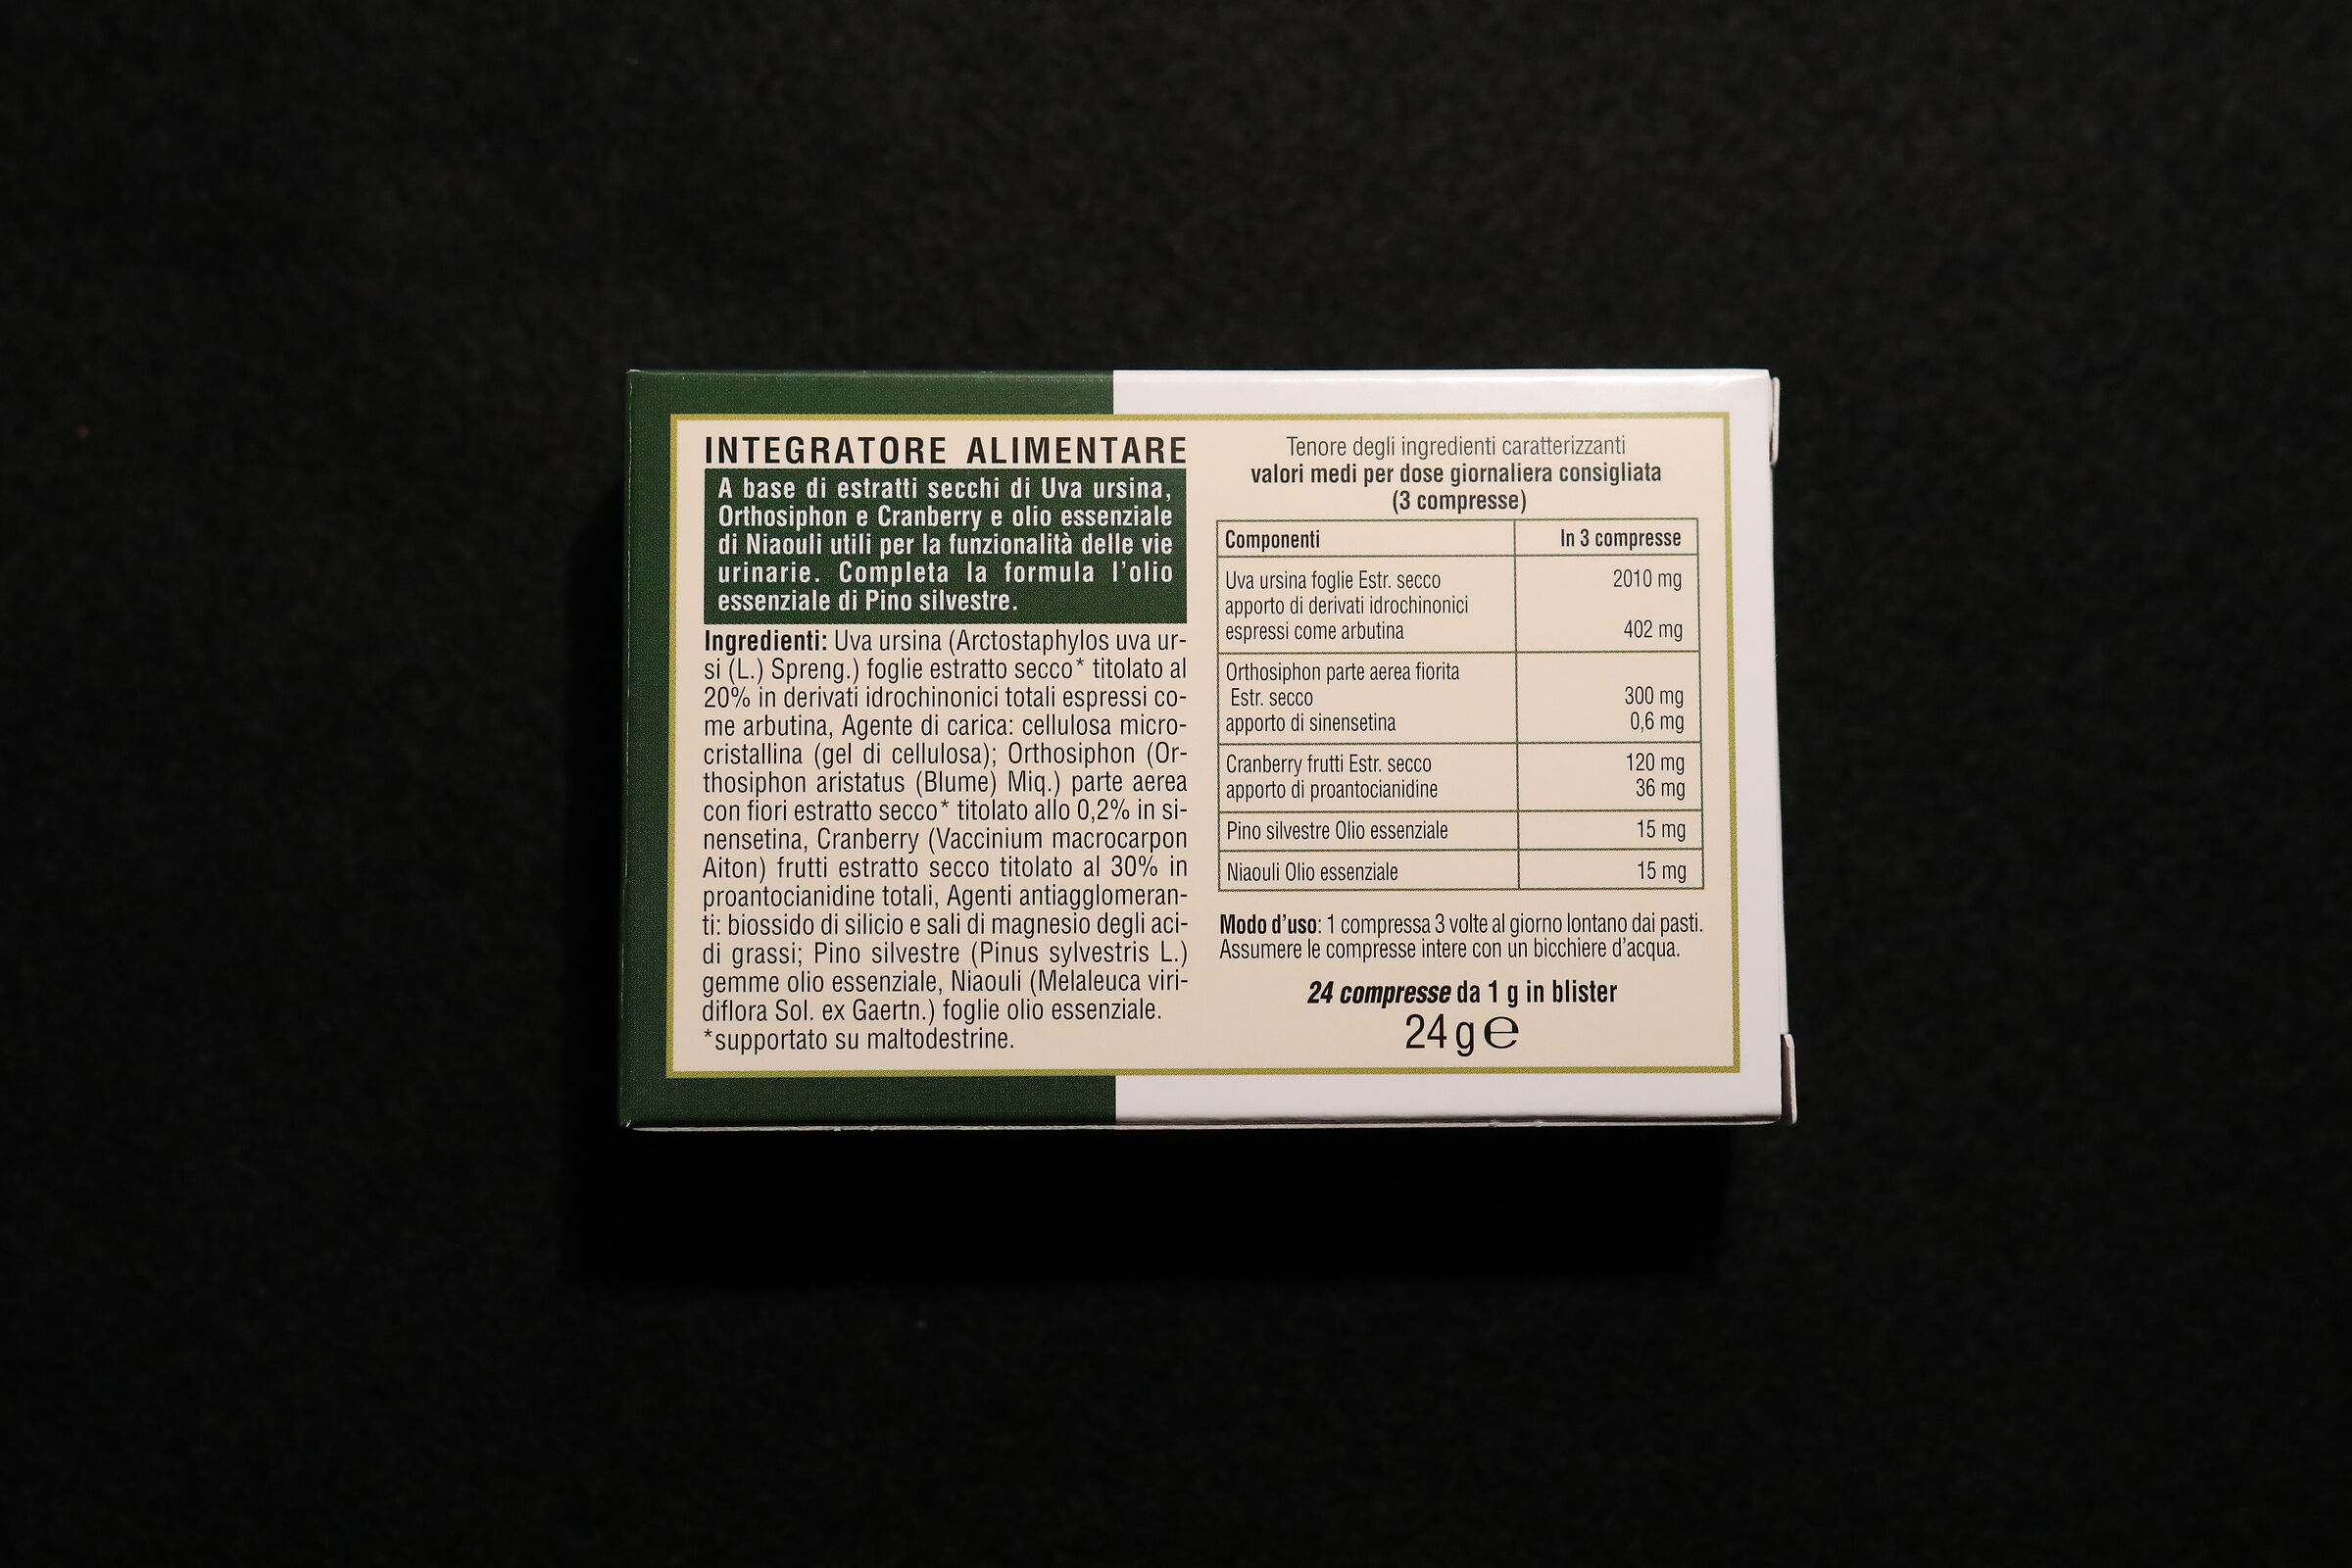 INTEGRATORE ALIMENTARE
A base di estratti secchi di Uva ursina,
Orthosiphon e Cranberry e olio essenziale
di Niaouli utili per la funzionalità delle vie
urinarie. Completa la formula l'olio
essenziale di Pino silvestre.
Ingredienti: Uva ursina (Arctostaphylos uva ur-
si (L.) Spreng.) foglie estratto secco* titolato al
20% in derivati idrochinonici totali espressi co-
me arbutina, Agente di carica: cellulosa micro-
cristallina (gel di cellulosa); Orthosiphon (Or-
thosiphon aristatus (Blume) Miq.) parte aerea
con fiori estratto secco* titolato allo 0,2% in si-
nensetina, Cranberry (Vaccinium macrocarpon
Aiton) frutti estratto secco titolato al 30% in
proantocianidine totali, Agenti antiagglomeran-
ti: biossido di silicio e sali di magnesio degli aci-
di grassi; Pino silvestre (Pinus sylvestris L.)
gemme olio essenziale, Niaouli (Melaleuca viri-
diflora Sol. ex Gaertn.) foglie olio essenziale.
*supportato su maltodestrine.
Tenore degli ingredienti caratterizzanti
valori medi per dose giornaliera consigliata
(3 compresse)
Componenti In 3 compresse
Uva ursina foglie Estr. secco 2010 mg
apporto di derivati idrochinonici
espressi come arbutina 402 mg
Orthosiphon parte aerea fiorita
Estr. secco 300 mg
apporto di sinensetina 0,6 mg
Cranberry frutti Estr. secco 120 mg
apporto di proantocianidine 36 mg
Pino silvestre Olio essenziale 15 mg
Niaouli Olio essenziale 15 mg
Modo d'uso: 1 compressa 3 volte al giorno lontano dai pasti.
Assumere le compresse intere con un bicchiere d'acqua.
24 compresse da 1 g in blister
24 g ℮